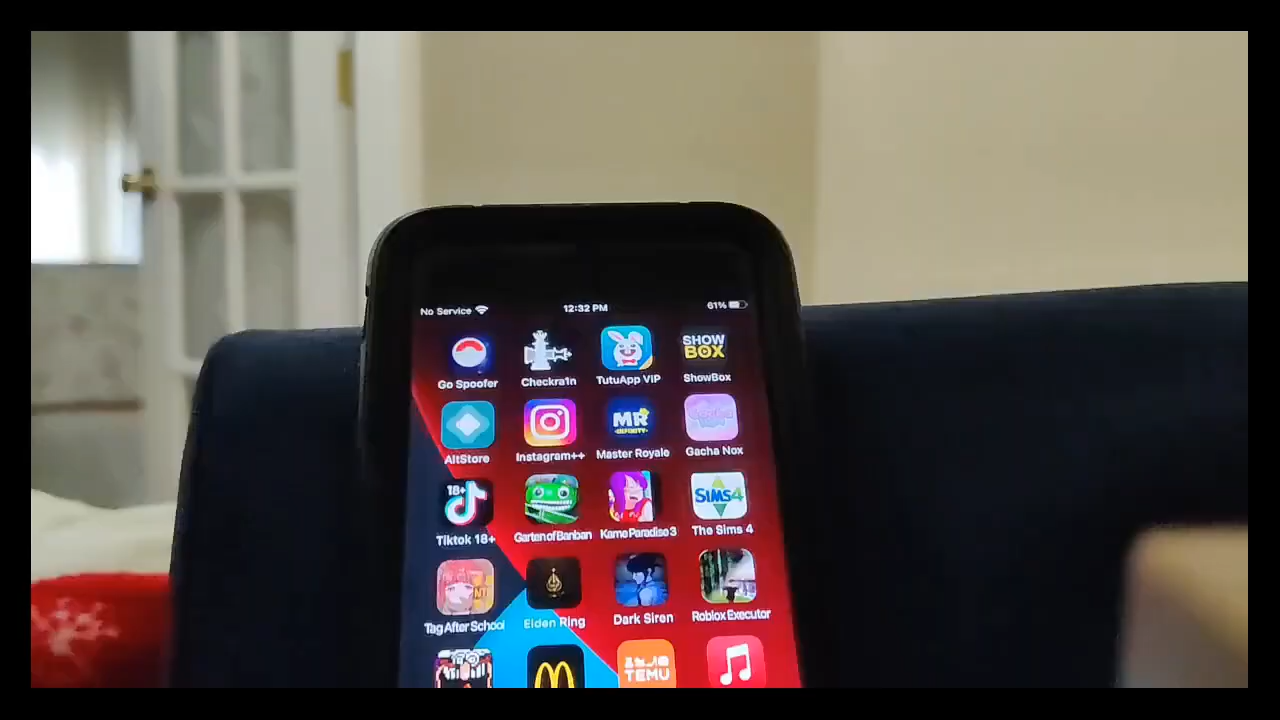 No Service 12:32 PM 61%
SHOW
BOX
Go Spoofer Checkra1n TutuApp VIP ShowBox
MR
INFINITY
AltStore Instagram++ Master Royale Gacha Nox
18+
SIMS4
Tiktok 18+ Garten of Banban Kame Paradise 3 The Sims 4
Tag After School Elden Ring Dark Siren Roblox Executor
TEMU